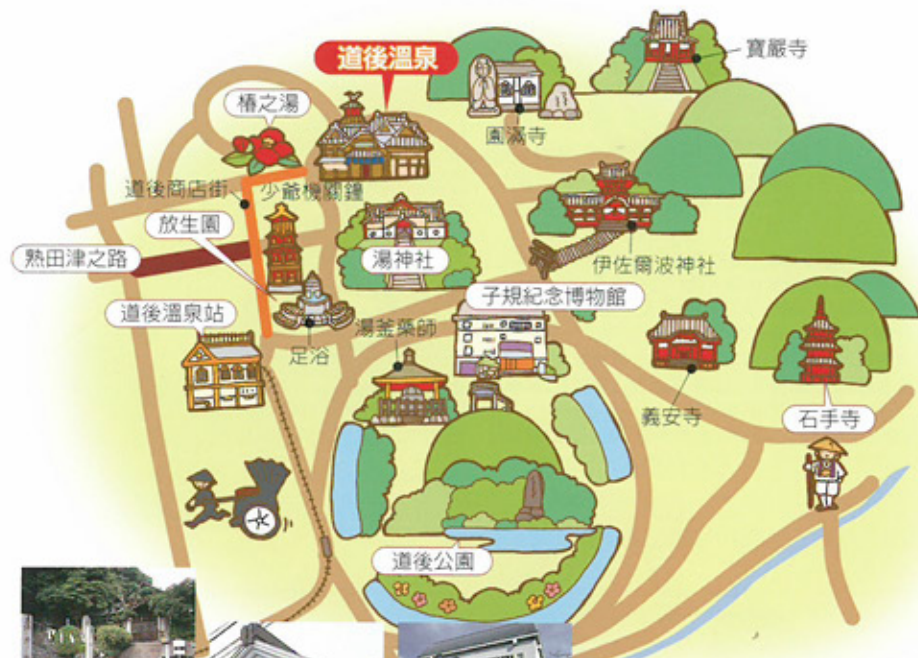 寶嚴寺
道後溫泉
椿之湯
圓滿寺
道後商店街
少爺機關鐘
放生園
湯神社
伊佐爾波神社
熟田津之路
子規紀念博物館
道後溫泉站
湯釜藥師
足浴
義安寺
石手寺
道後公園